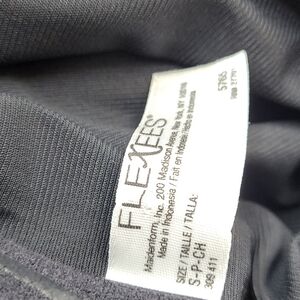 FLEXEES®
Maidenform, Inc. 200 Madison Avenue, New York, NY
Made in Indonesia / Fait en Indonésie / Hecho en Indonesia
SIZE / TAILLE / TALLA:
S-P-CH
5765